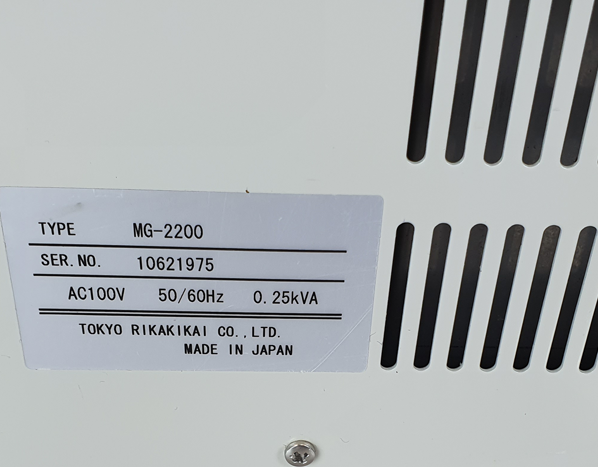 TYPE MG-2200
SER.NO. 10621975
AC100V 50/60Hz 0.25kVA
TOKYO RIKAKIKAI CO.,LTD.
MADE IN JAPAN